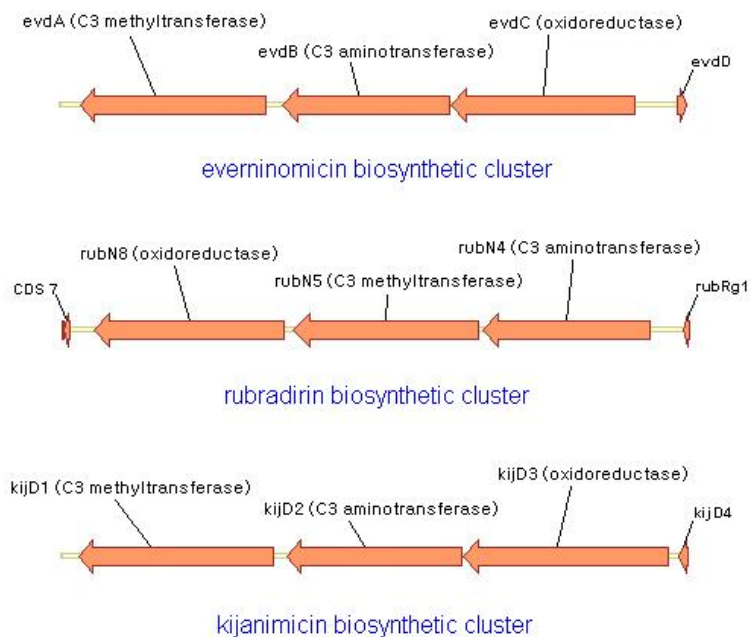 evdA (C3 methyltransferase)
evdC (oxidoreductase)
evdB (C3 aminotransferase)
evdD
everninomicin biosynthetic cluster
rubN8 (oxidoreductase)
rubN4 (C3 aminotransferase)
rubN5 (C3 methyltransferase)
CDS 7
rubRg1
rubradirin biosynthetic cluster
kijD1 (C3 methyltransferase)
kijD3 (oxidoreductase)
kijD2 (C3 aminotransferase)
kijD4
kijanimicin biosynthetic cluster